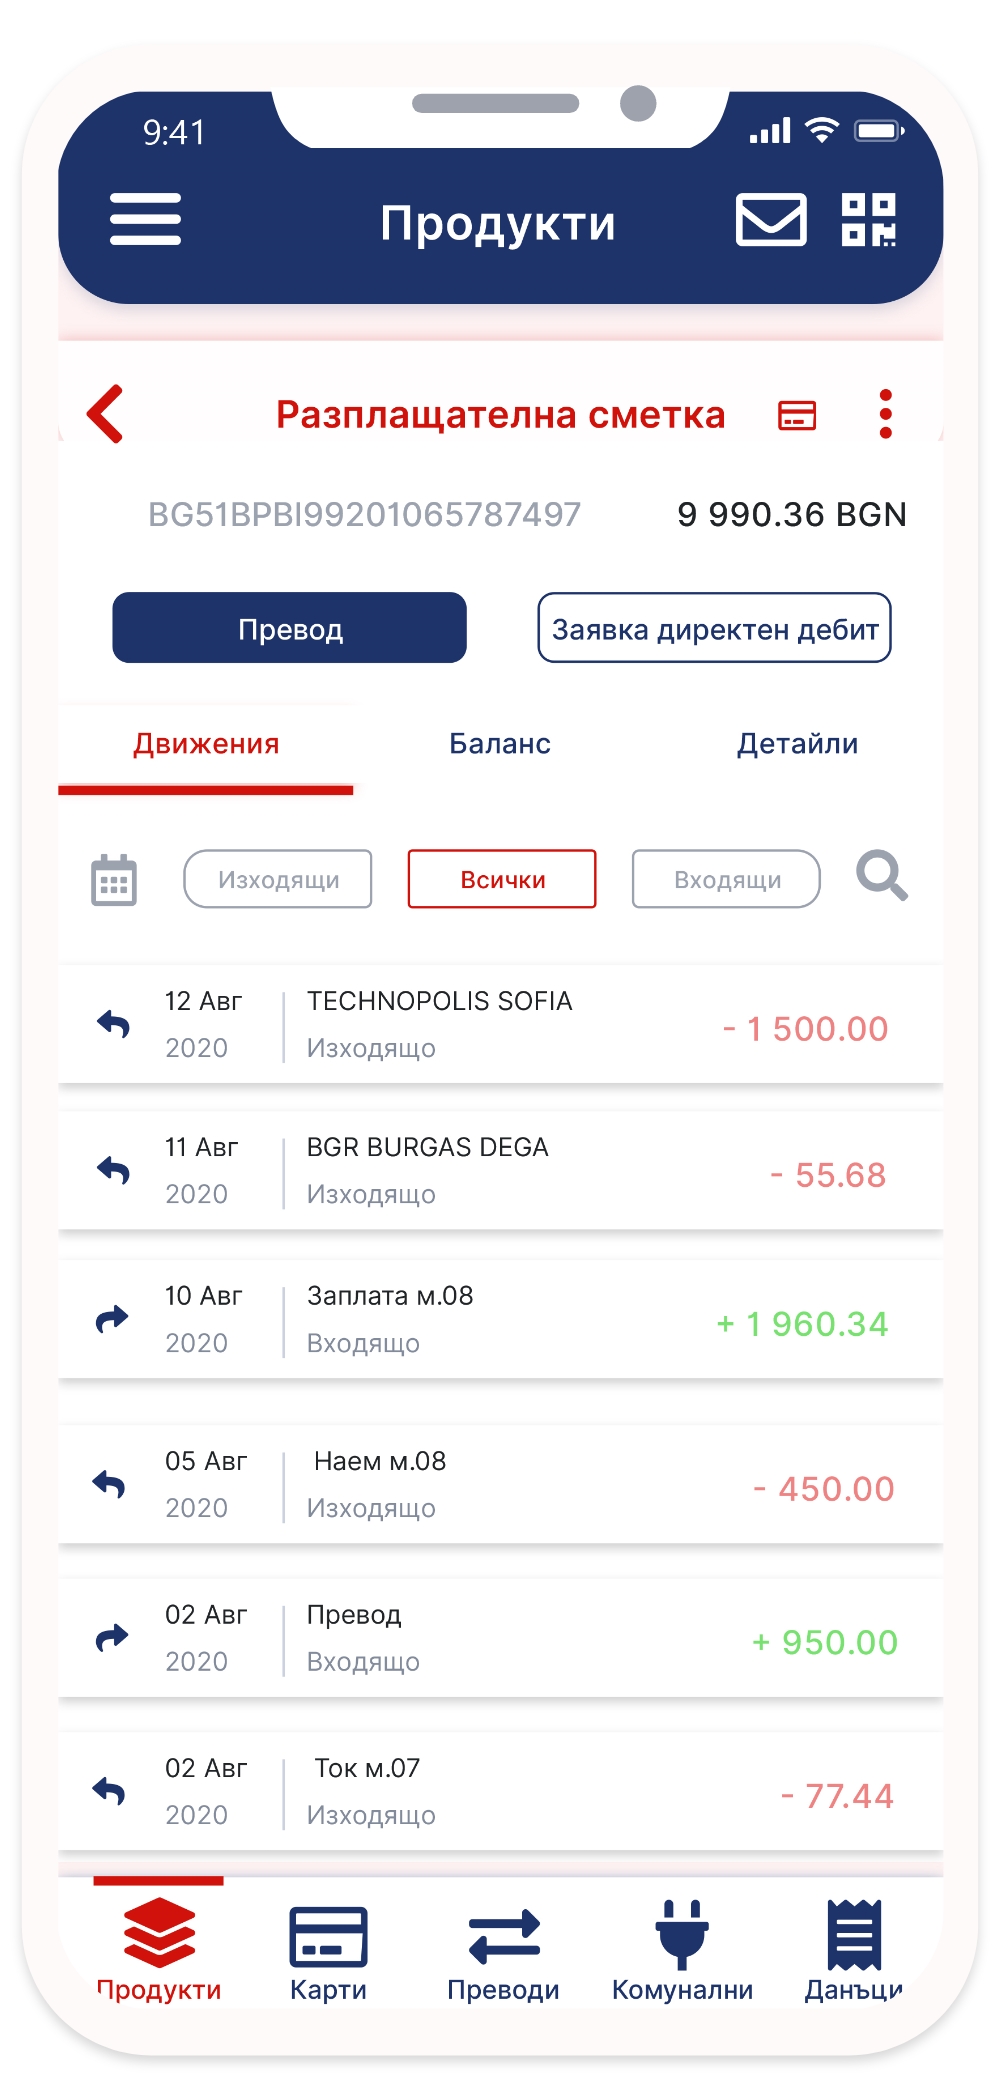 9:41
Продукти
Разплащателна сметка
BG51BPBI99201065787497 9 990.36 BGN
Превод Заявка директен дебит
Движения Баланс Детайли
Изходящи Всички Входящи
12 Авг TECHNOPOLIS SOFIA
- 1 500.00
2020 Изходящо
11 Авг BGR BURGAS DEGA
- 55.68
2020 Изходящо
10 Авг Заплата м.08
+ 1 960.34
2020 Входящо
05 Авг Наем м.08
- 450.00
2020 Изходящо
02 Авг Превод
+ 950.00
2020 Входящо
02 Авг Ток м.07
- 77.44
2020 Изходящо
Продукти Карти Преводи Комунални Данъци